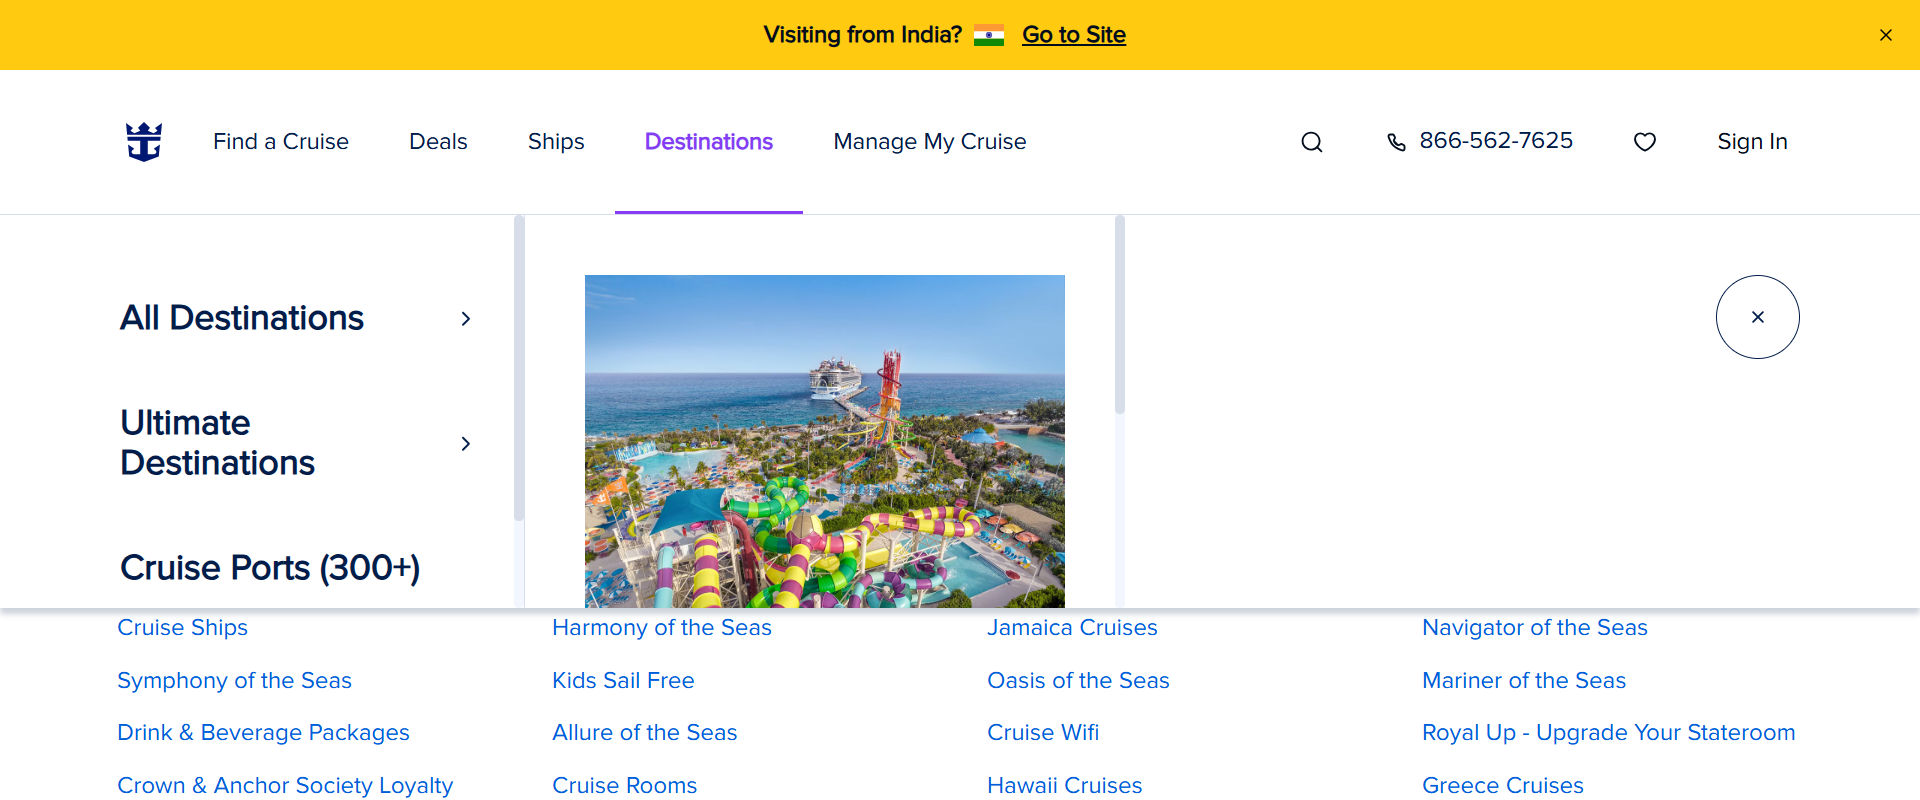 Visiting from India? Go to Site
Find a Cruise Deals Ships Destinations Manage My Cruise 866-562-7625 Sign In
All Destinations
Ultimate
Destinations
Cruise Ports (300+)
Cruise Ships Harmony of the Seas Jamaica Cruises Navigator of the Seas
Symphony of the Seas Kids Sail Free Oasis of the Seas Mariner of the Seas
Drink & Beverage Packages Allure of the Seas Cruise Wifi Royal Up - Upgrade Your Stateroom
Crown & Anchor Society Loyalty Cruise Rooms Hawaii Cruises Greece Cruises